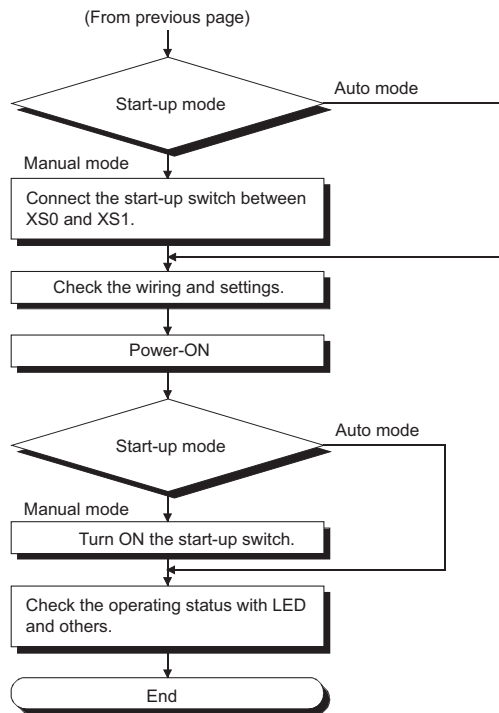 (From previous page)
Start-up mode
Auto mode
Manual mode
Connect the start-up switch between
XS0 and XS1.
Check the wiring and settings.
Power-ON
Start-up mode
Auto mode
Manual mode
Turn ON the start-up switch.
Check the operating status with LED
and others.
End